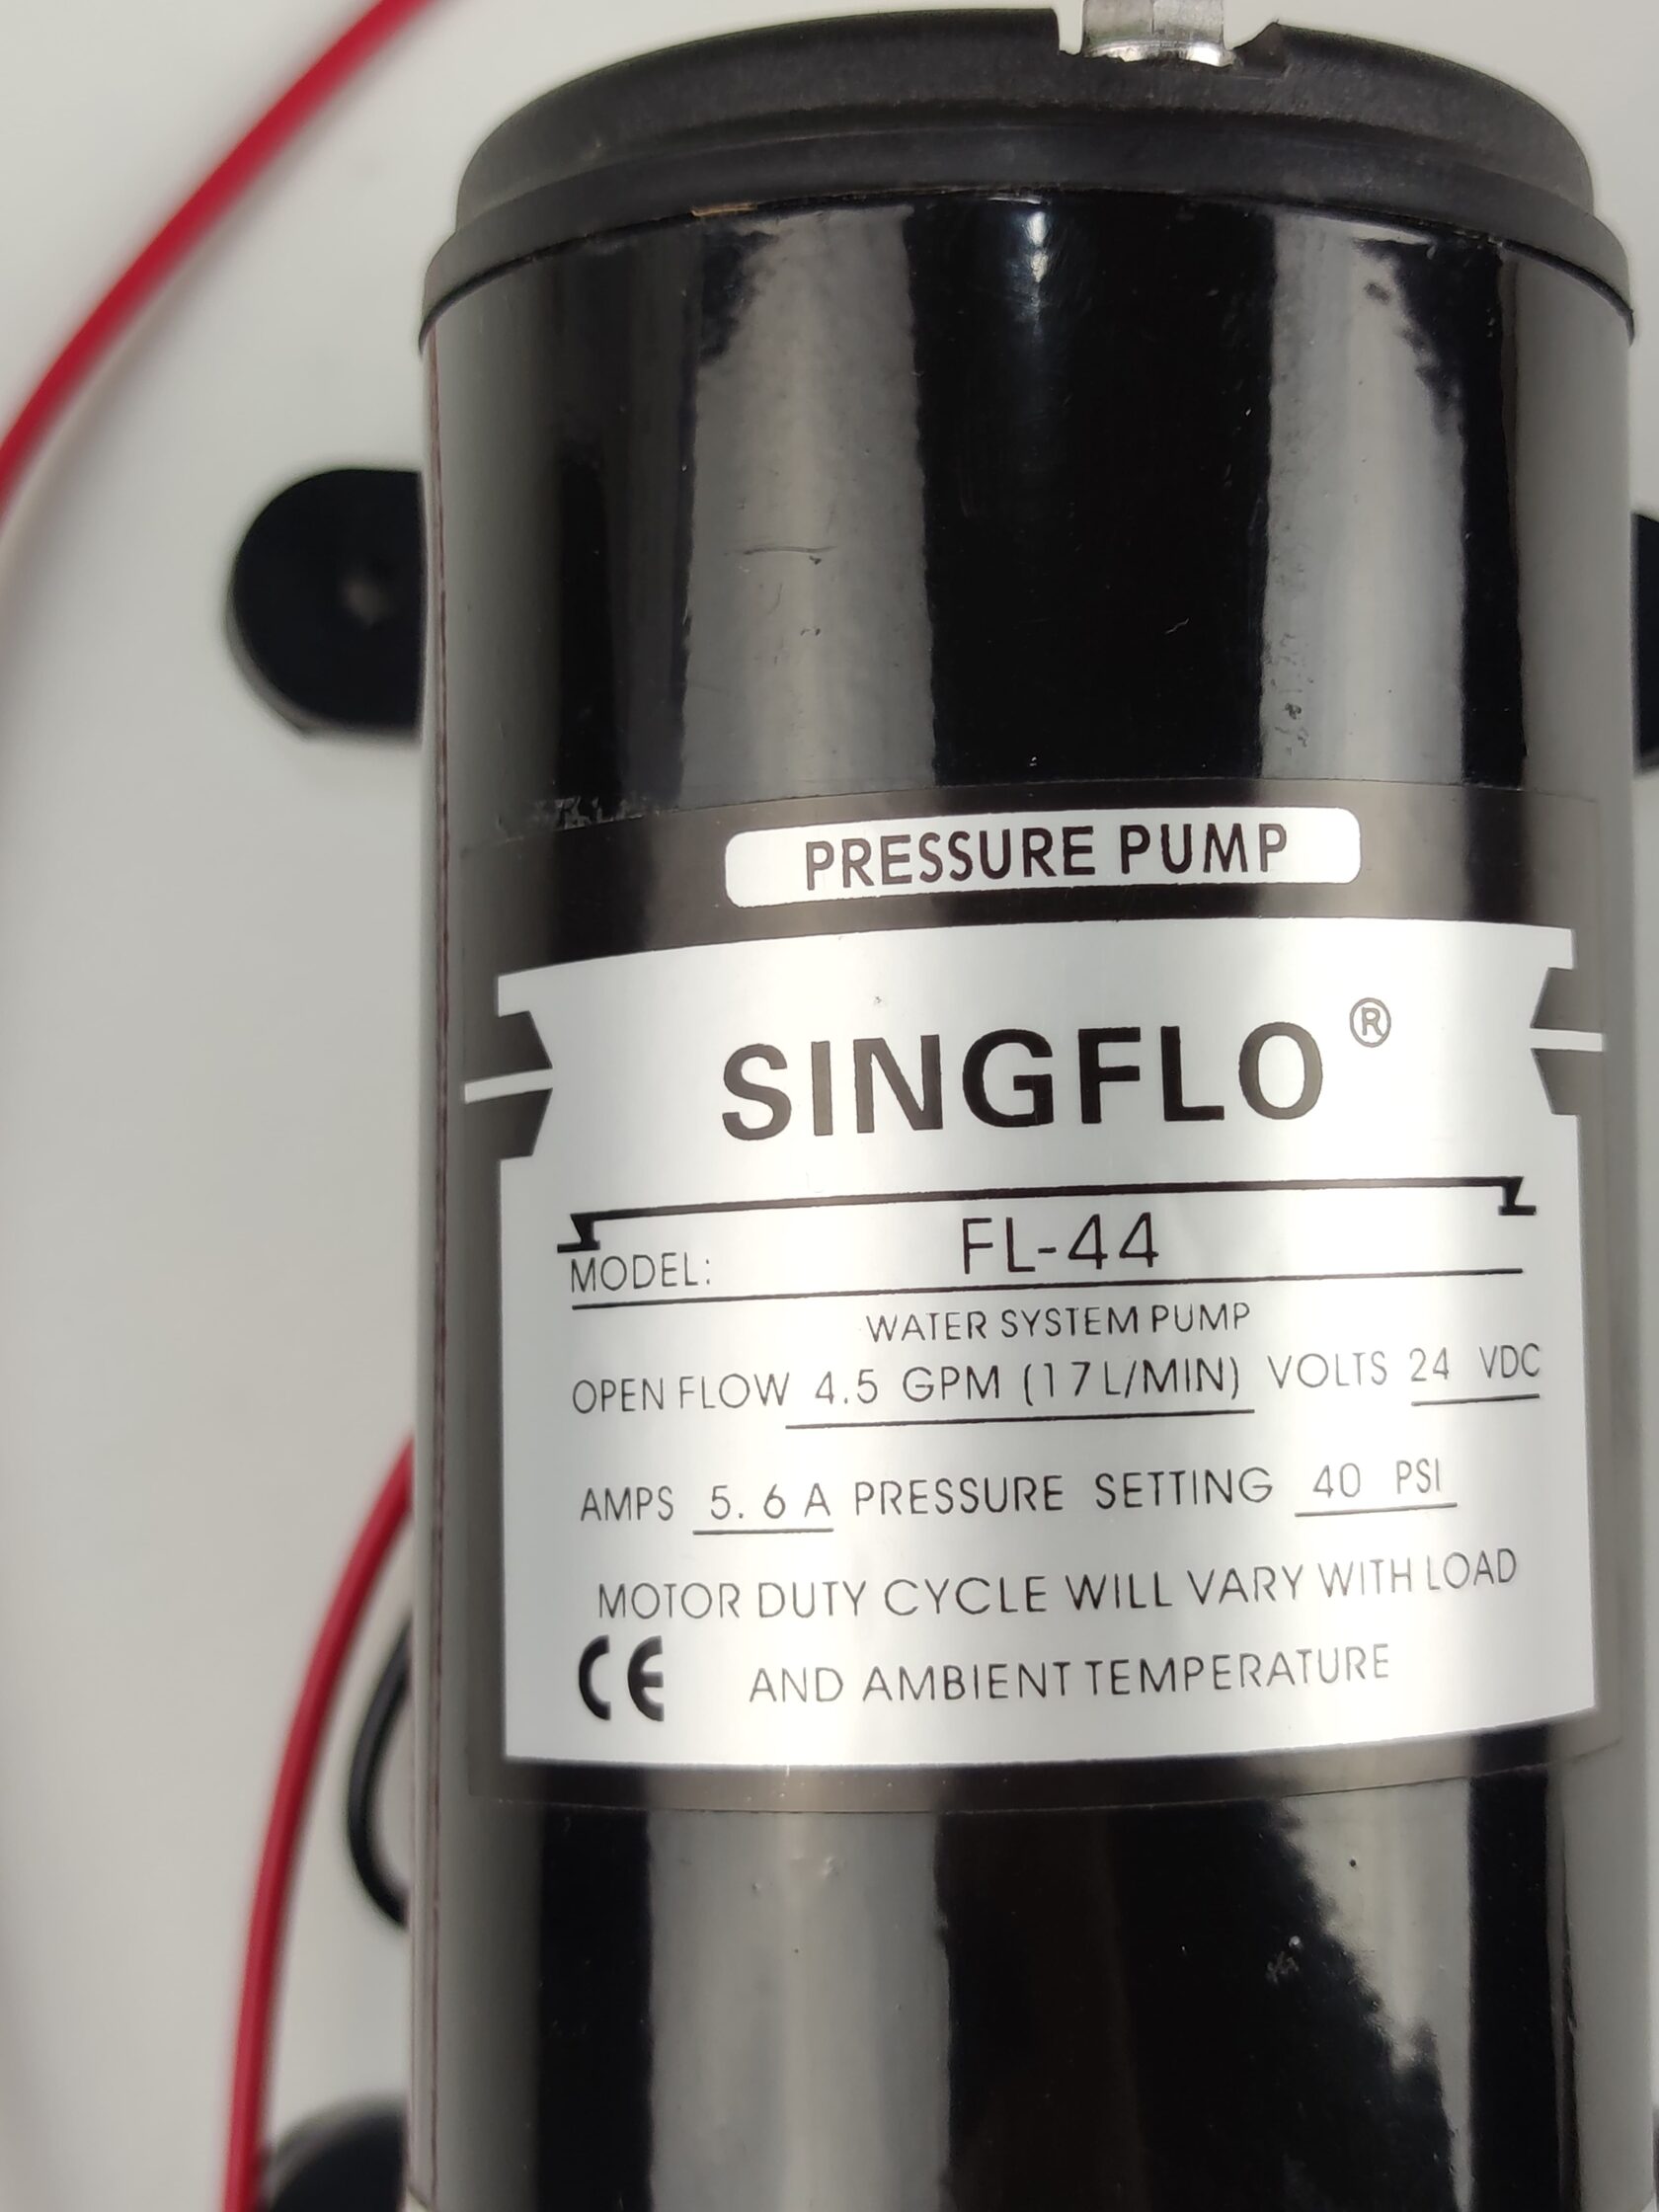 PRESSURE PUMP
SINGFLO®
MODEL: FL-44
WATER SYSTEM PUMP
OPEN FLOW 4.5 GPM (17L/MIN) VOLTS 24 VDC
AMPS 5.6 A PRESSURE SETTING 40 PSI
MOTOR DUTY CYCLE WILL VARY WITH LOAD
CE AND AMBIENT TEMPERATURE